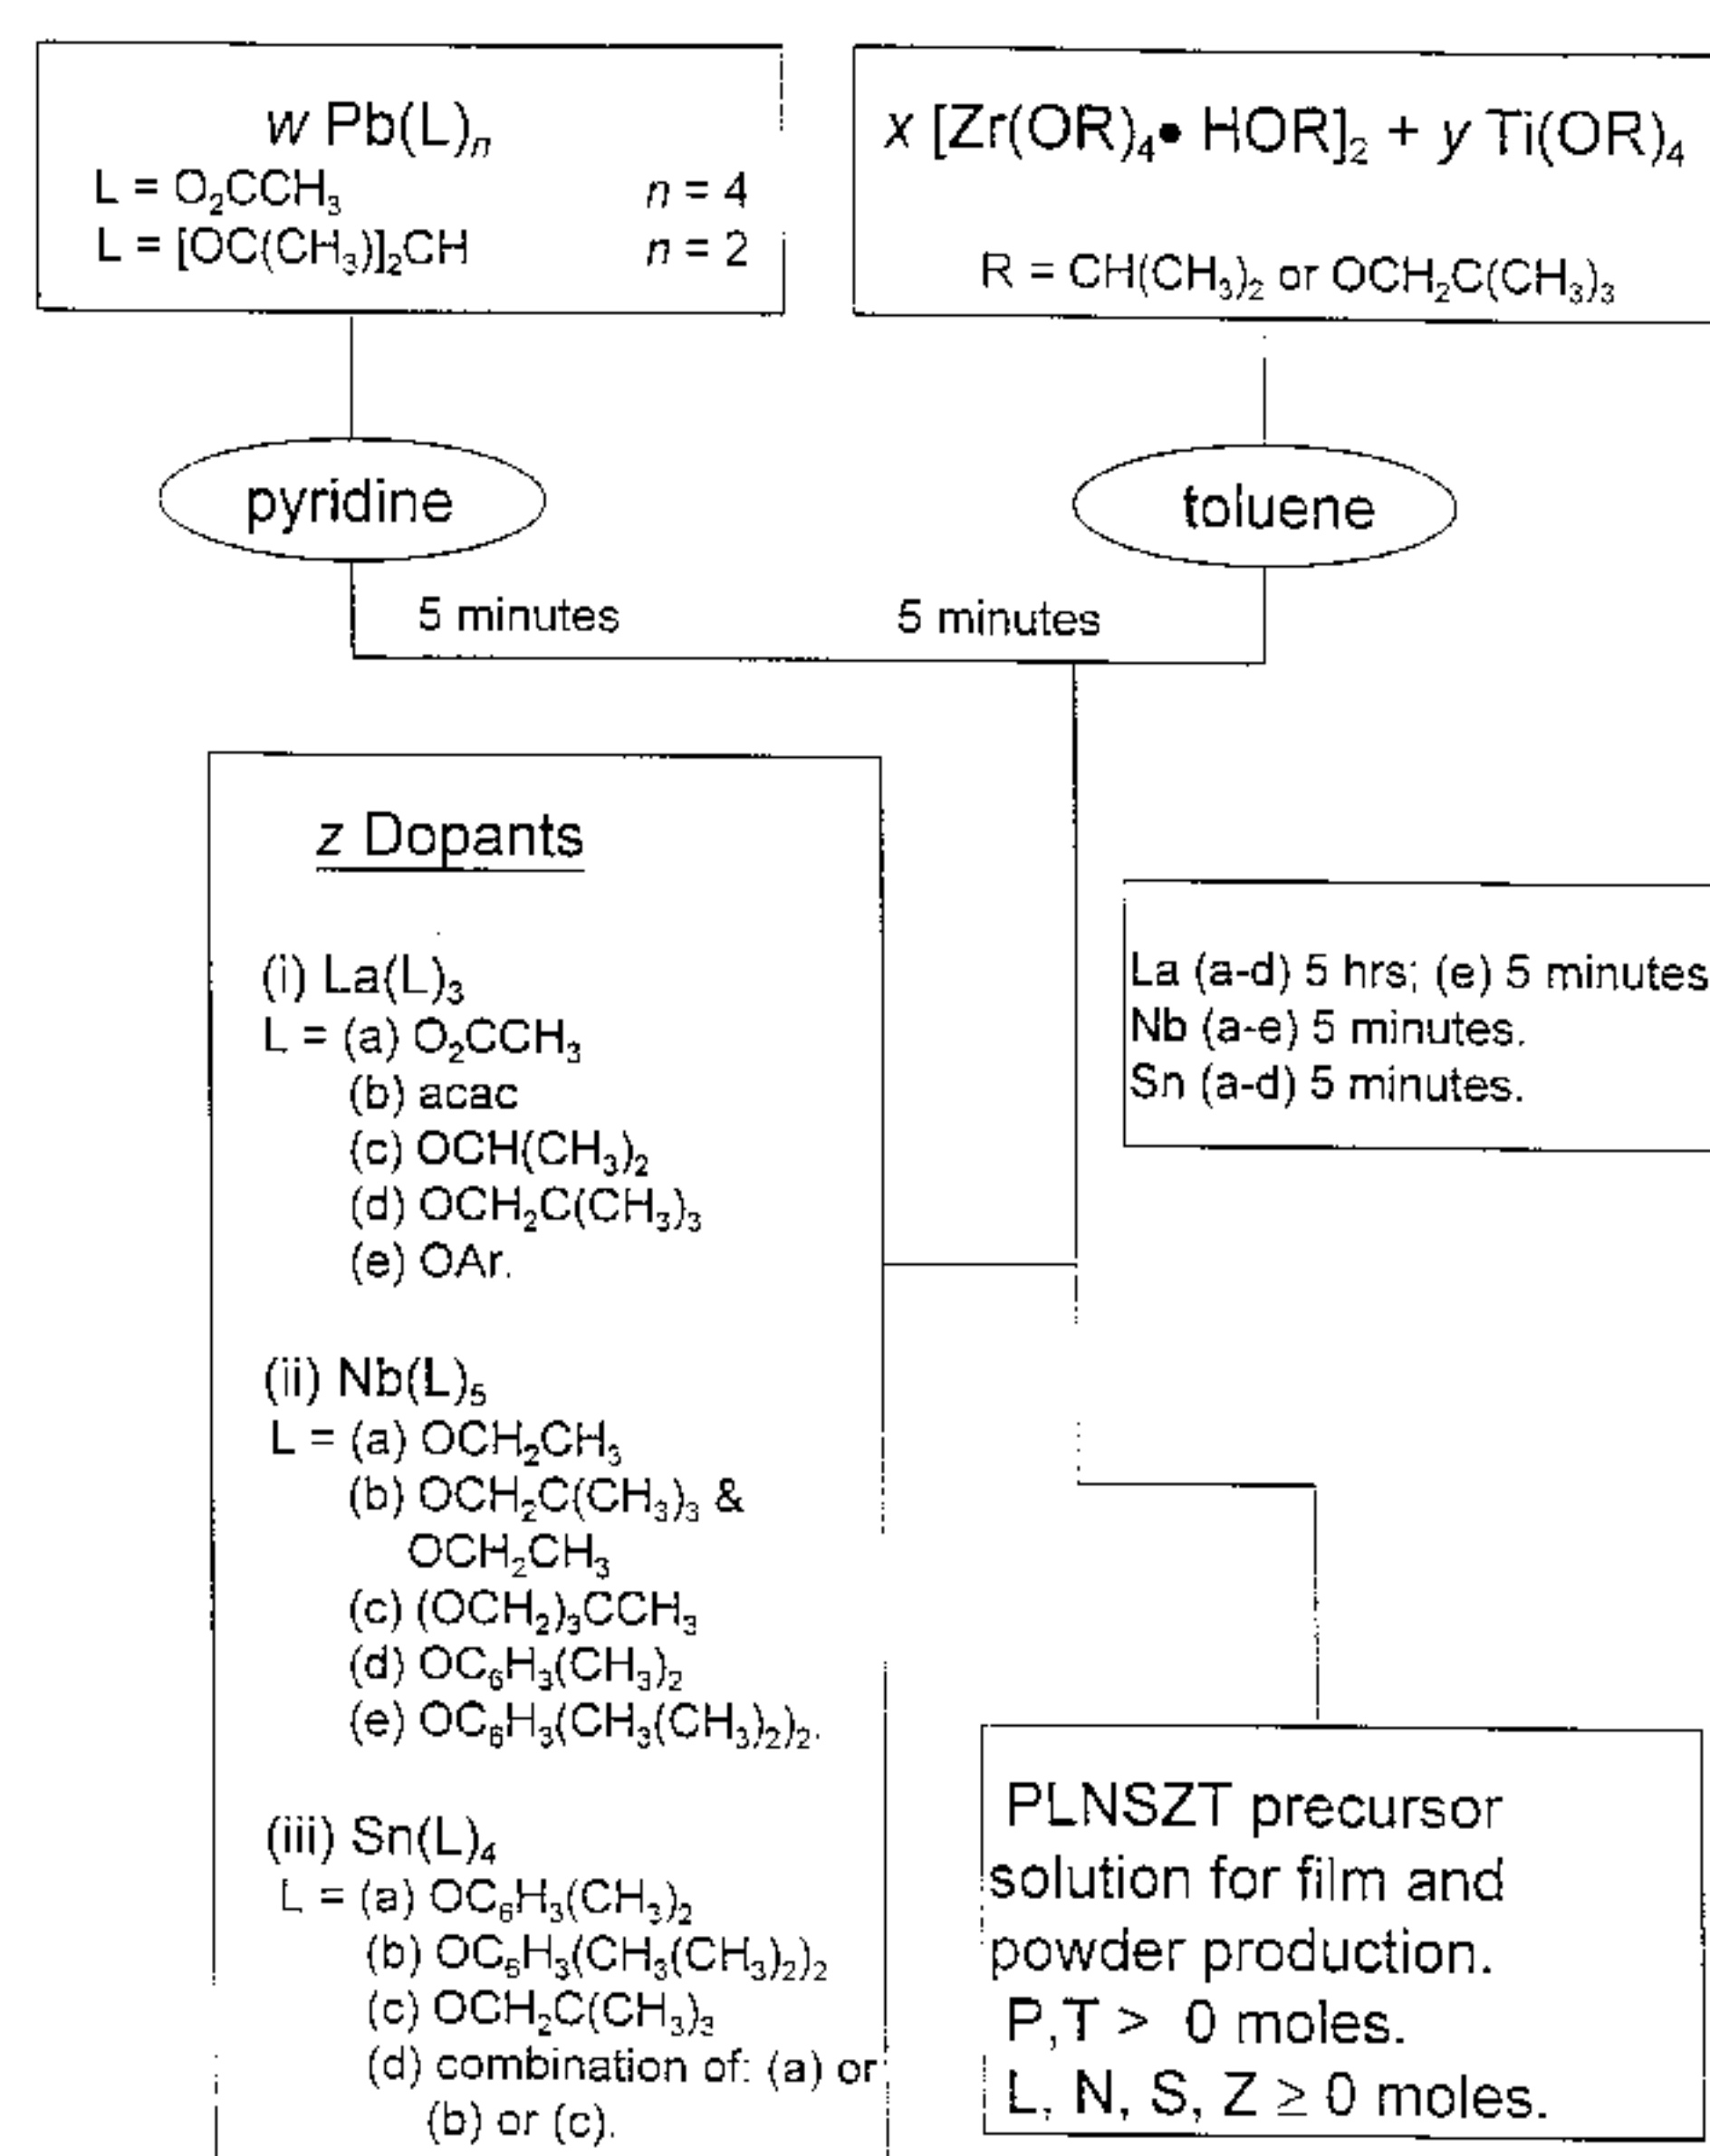 w Pb(L)ₙ
L = O₂CCH₃ n = 4
L = [OC(CH₃)]₂CH n = 2
x [Zr(OR)₄• HOR]₂ + y Ti(OR)₄
R = CH(CH₃)₂ or OCH₂C(CH₃)₃
pyridine
toluene
5 minutes
5 minutes
z Dopants
(i) La(L)₃
L = (a) O₂CCH₃
(b) acac
(c) OCH(CH₃)₂
(d) OCH₂C(CH₃)₃
(e) OAr.
(ii) Nb(L)₅
L = (a) OCH₂CH₃
(b) OCH₂C(CH₃)₃ &
OCH₂CH₃
(c) (OCH₂)₃CCH₃
(d) OC₆H₃(CH₃)₂
(e) OC₆H₃(CH₃(CH₃)₂)₂.
(iii) Sn(L)₄
L = (a) OC₆H₃(CH₃)₂
(b) OC₆H₃(CH₃(CH₃)₂)₂
(c) OCH₂C(CH₃)₃
(d) combination of: (a) or
(b) or (c).
La (a-d) 5 hrs; (e) 5 minutes
Nb (a-e) 5 minutes.
Sn (a-d) 5 minutes.
PLNSZT precursor
solution for film and
powder production.
P,T > 0 moles.
L, N, S, Z ≥ 0 moles.